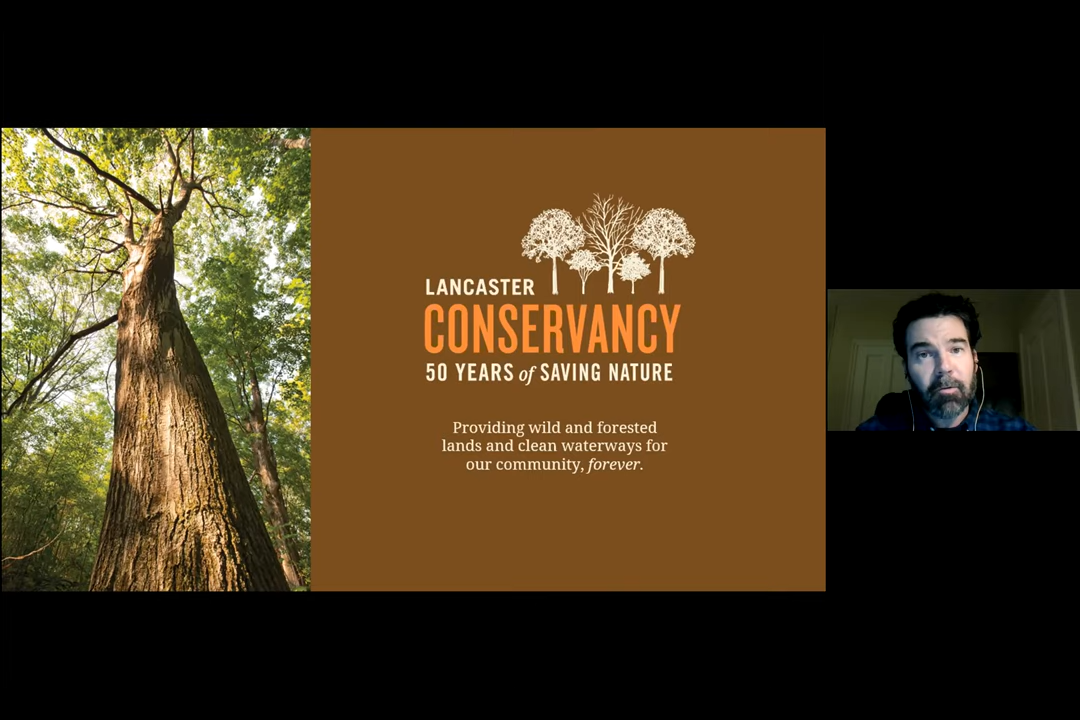 LANCASTER
CONSERVANCY
50 YEARS of SAVING NATURE
Providing wild and forested
lands and clean waterways for
our community, forever.